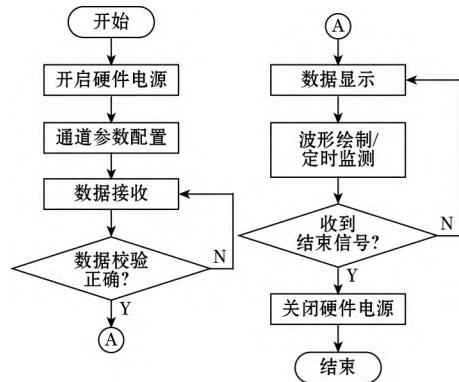 开始
开启硬件电源
通道参数配置
数据接收
数据校验
正确?
N
Y
A
A
数据显示
波形绘制/
定时监测
收到
结束信号?
N
Y
关闭硬件电源
结束